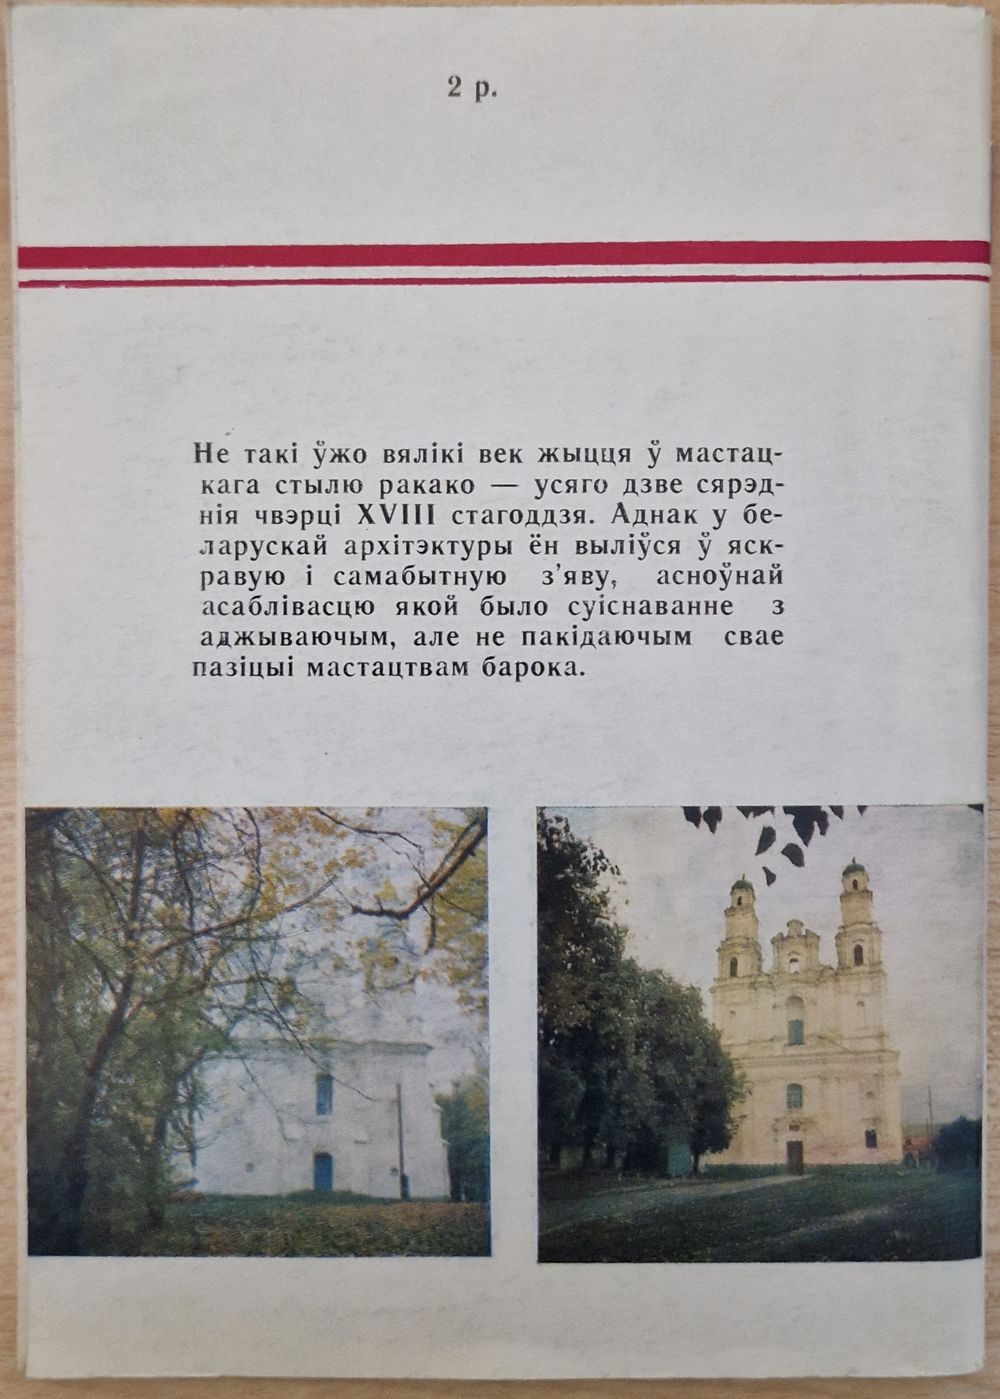 2 р.
Не такі ўжо вялікі век жыцця ў мастац-
кага стылю ракако — усяго дзве сярэд-
нія чвэрці XVIII стагоддзя. Аднак у бе-
ларускай архітэктуры ён выліўся ў яск-
равую і самабытную з'яву, асноўнай
асаблівасцю якой было суіснаванне з
аджываючым, але не пакідаючым свае
пазіцыі мастацтвам барока.